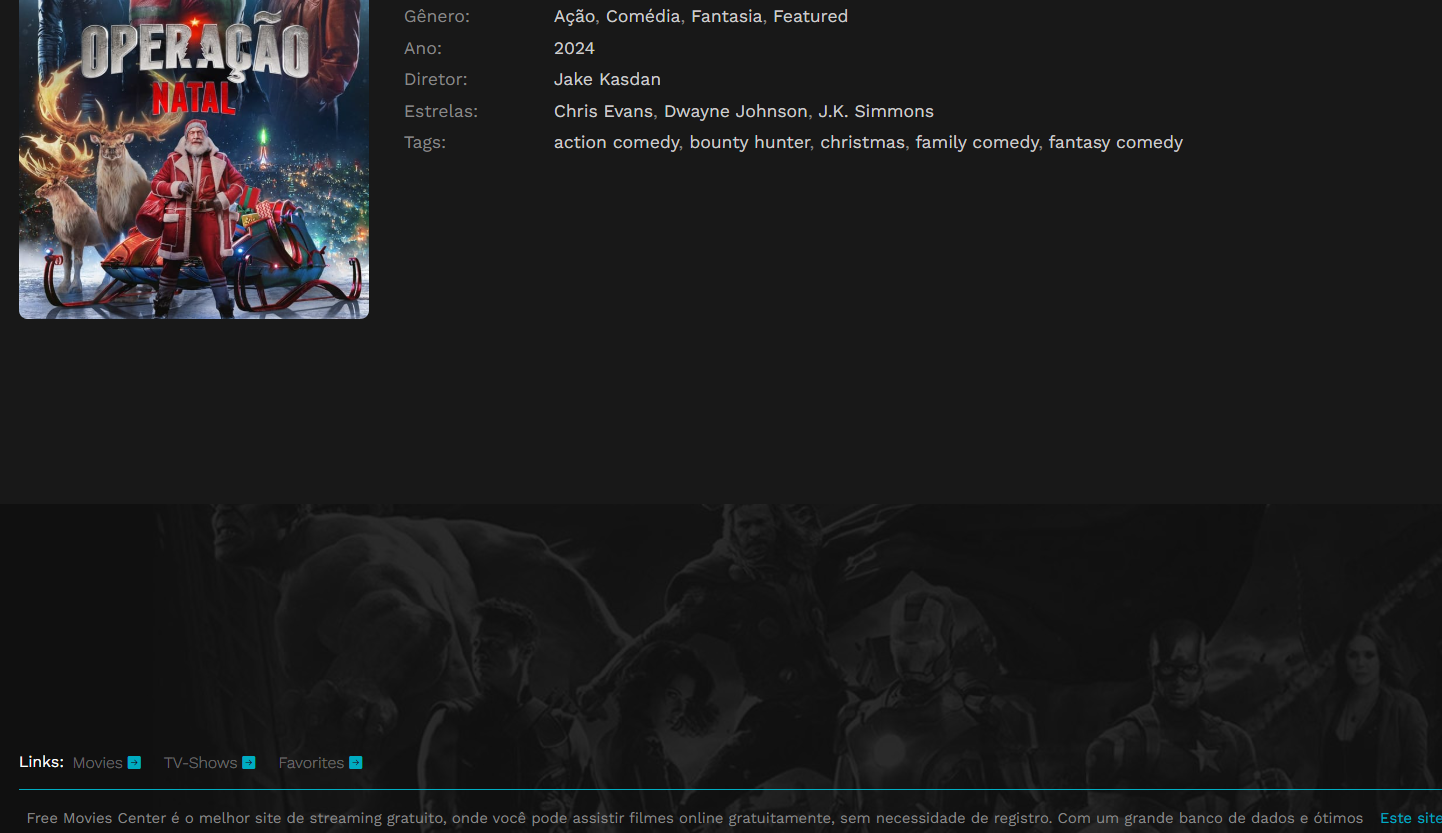 OPERAÇÃO
NATAL
Gênero: Ação, Comédia, Fantasia, Featured
Ano: 2024
Diretor: Jake Kasdan
Estrelas: Chris Evans, Dwayne Johnson, J.K. Simmons
Tags: action comedy, bounty hunter, christmas, family comedy, fantasy comedy
Links: Movies TV-Shows Favorites
Free Movies Center é o melhor site de streaming gratuito, onde você pode assistir filmes online gratuitamente, sem necessidade de registro. Com um grande banco de dados e ótimos Este site